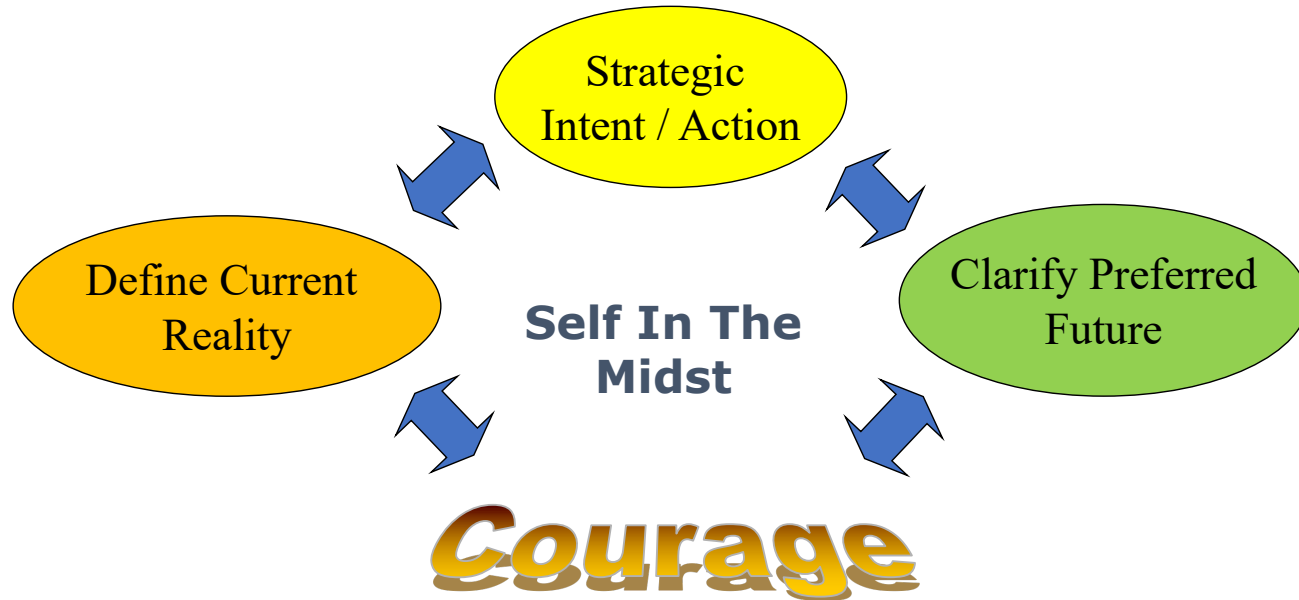 Strategic
Intent / Action
Define Current
Reality
Self In The
Midst
Clarify Preferred
Future
Courage